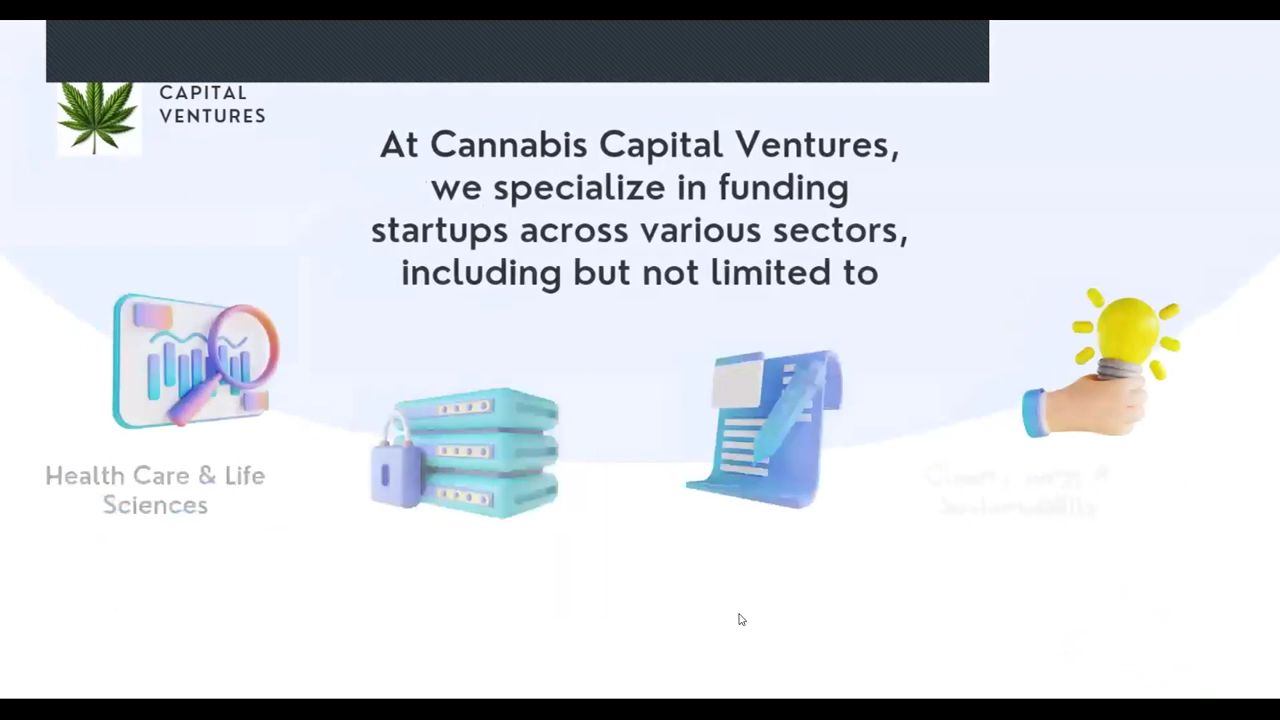 CAPITAL
VENTURES
At Cannabis Capital Ventures,
we specialize in funding
startups across various sectors,
including but not limited to
Health Care & Life
Sciences
Sustainability